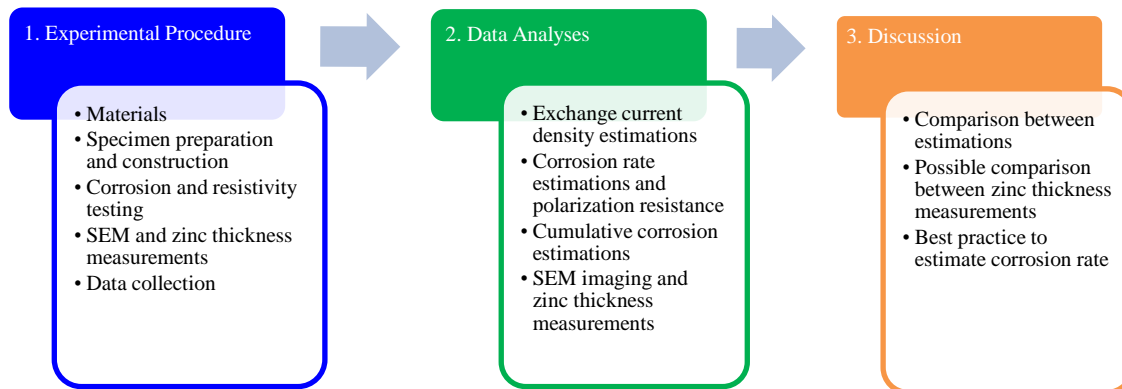 1. Experimental Procedure
• Materials
• Specimen preparation
and construction
• Corrosion and resistivity
testing
• SEM and zinc thickness
measurements
• Data collection
2. Data Analyses
• Exchange current
density estimations
• Corrosion rate
estimations and
polarization resistance
• Cumulative corrosion
estimations
• SEM imaging and
zinc thickness
measurements
3. Discussion
• Comparison between
estimations
• Possible comparison
between zinc thickness
measurements
• Best practice to
estimate corrosion rate